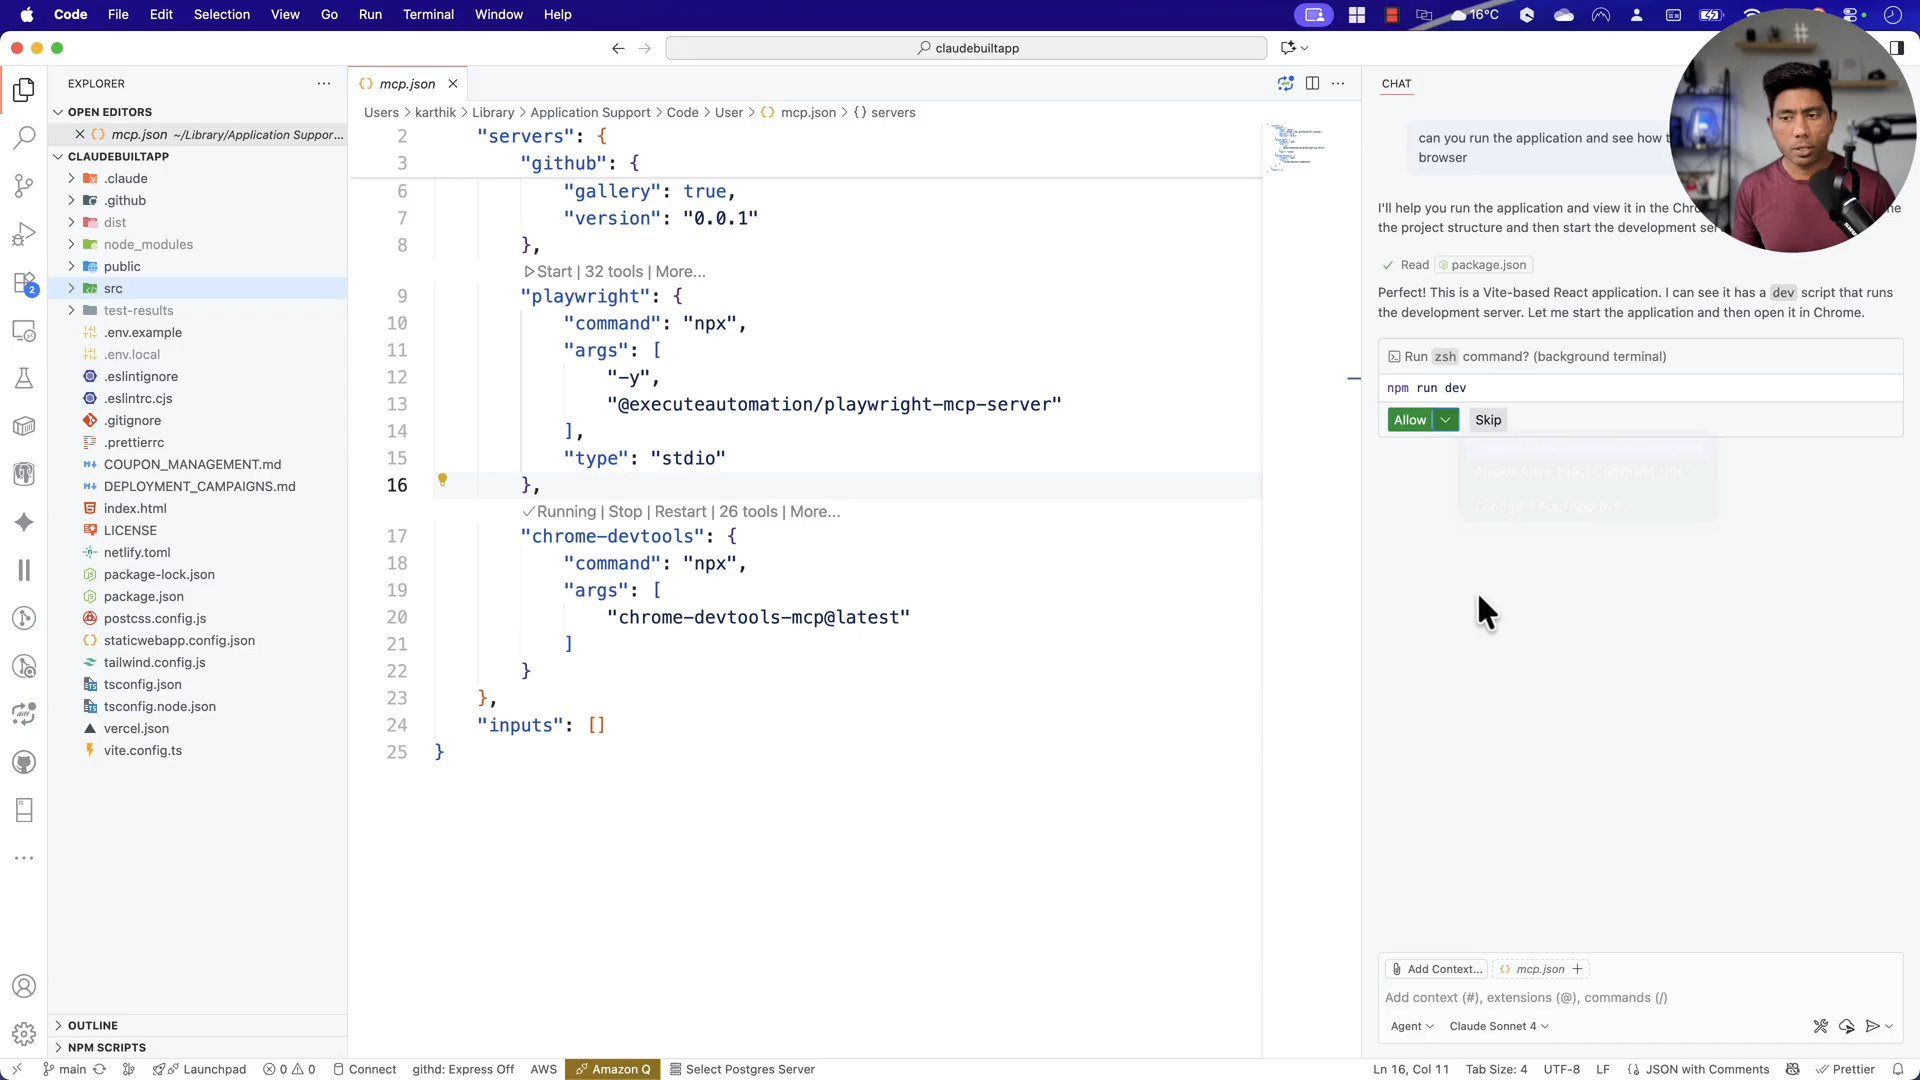 Code File Edit Selection View Go Run Terminal Window Help
16°C
claudebuiltapp
EXPLORER
OPEN EDITORS
mcp.json ~/Library/Application Suppor...
CLAUDEBUILTAPP
.claude
.github
dist
node_modules
public
src
test-results
.env.example
.env.local
.eslintignore
.eslintrc.cjs
.gitignore
.prettierrc
COUPON_MANAGEMENT.md
DEPLOYMENT_CAMPAIGNS.md
index.html
LICENSE
netlify.toml
package-lock.json
package.json
postcss.config.js
staticwebapp.config.json
tailwind.config.js
tsconfig.json
tsconfig.node.json
vercel.json
vite.config.ts
OUTLINE
NPM SCRIPTS
2
mcp.json
Users > karthik > Library > Application Support > Code > User > {} mcp.json > {} servers
2 "servers": {
3 "github": {
6 "gallery": true,
7 "version": "0.0.1"
8 },
Start | 32 tools | More...
9 "playwright": {
10 "command": "npx",
11 "args": [
12 "-y",
13 "@executeautomation/playwright-mcp-server"
14 ],
15 "type": "stdio"
16 },
✓Running | Stop | Restart | 26 tools | More...
17 "chrome-devtools": {
18 "command": "npx",
19 "args": [
20 "chrome-devtools-mcp@latest"
21 ]
22 }
23 },
24 "inputs": []
25 }
CHAT
can you run the application and see how t
browser
I'll help you run the application and view it in the Chro
the project structure and then start the development ser
✓ Read package.json
Perfect! This is a Vite-based React application. I can see it has a dev script that runs
the development server. Let me start the application and then open it in Chrome.
Run zsh command? (background terminal)
npm run dev
Allow Skip
Add Context... {} mcp.json +
Add context (#), extensions (@), commands (/)
Agent Claude Sonnet 4
main Launchpad 0 0 Connect githd: Express Off AWS Amazon Q Select Postgres Server Ln 16, Col 11 Tab Size: 4 UTF-8 LF {} JSON with Comments Prettier